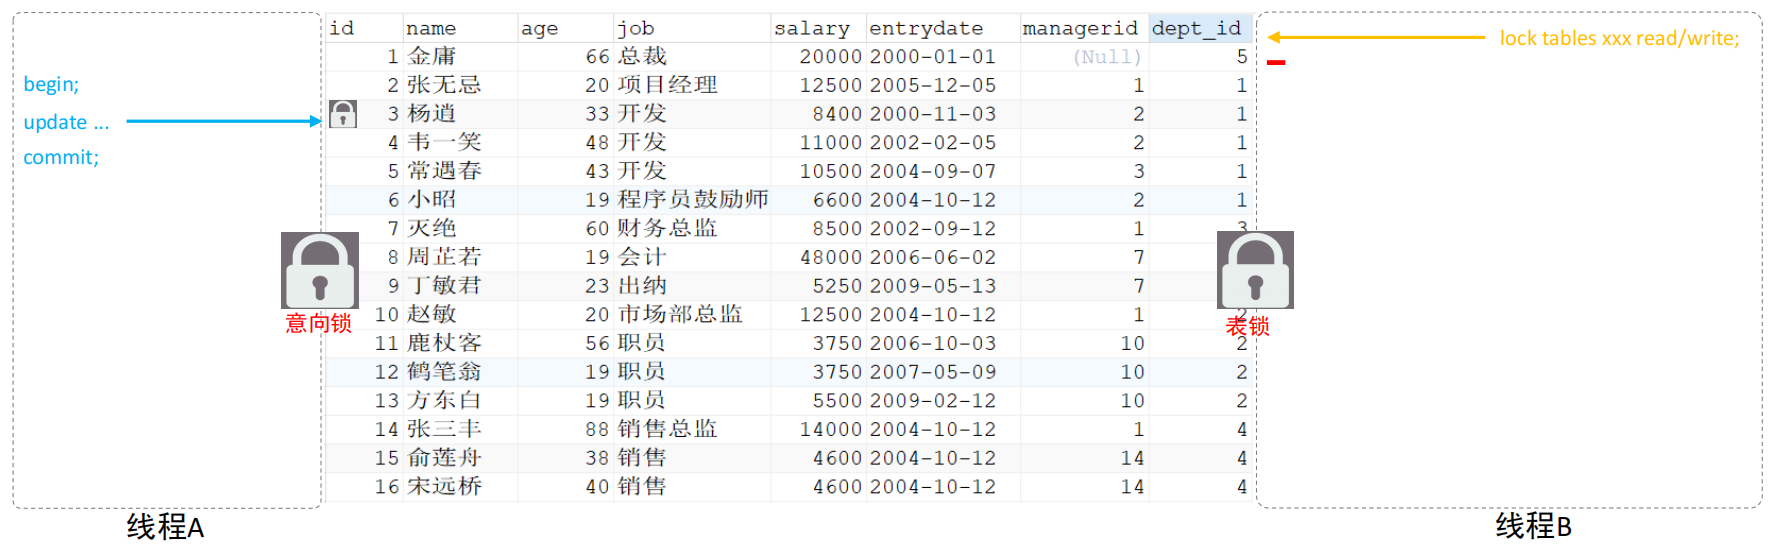 id name age job salary entrydate managerid dept_id
lock tables xxx read/write;
1 金庸 66 总裁 20000 2000-01-01 (Null) 5
begin;
2 张无忌 20 项目经理 12500 2005-12-05 1 1
update ...
3 杨逍 33 开发 8400 2000-11-03 2 1
4 韦一笑 48 开发 11000 2002-02-05 2 1
commit;
5 常遇春 43 开发 10500 2004-09-07 3 1
6 小昭 19 程序员鼓励师 6600 2004-10-12 2 1
7 灭绝 60 财务总监 8500 2002-09-12 1 3
8 周芷若 19 会计 48000 2006-06-02 7
9 丁敏君 23 出纳 5250 2009-05-13 7
意向锁
10 赵敏 20 市场部总监 12500 2004-10-12 1 2
表锁
11 鹿杖客 56 职员 3750 2006-10-03 10 2
12 鹤笔翁 19 职员 3750 2007-05-09 10 2
13 方东白 19 职员 5500 2009-02-12 10 2
14 张三丰 88 销售总监 14000 2004-10-12 1 4
15 俞莲舟 38 销售 4600 2004-10-12 14 4
16 宋远桥 40 销售 4600 2004-10-12 14 4
线程A
线程B